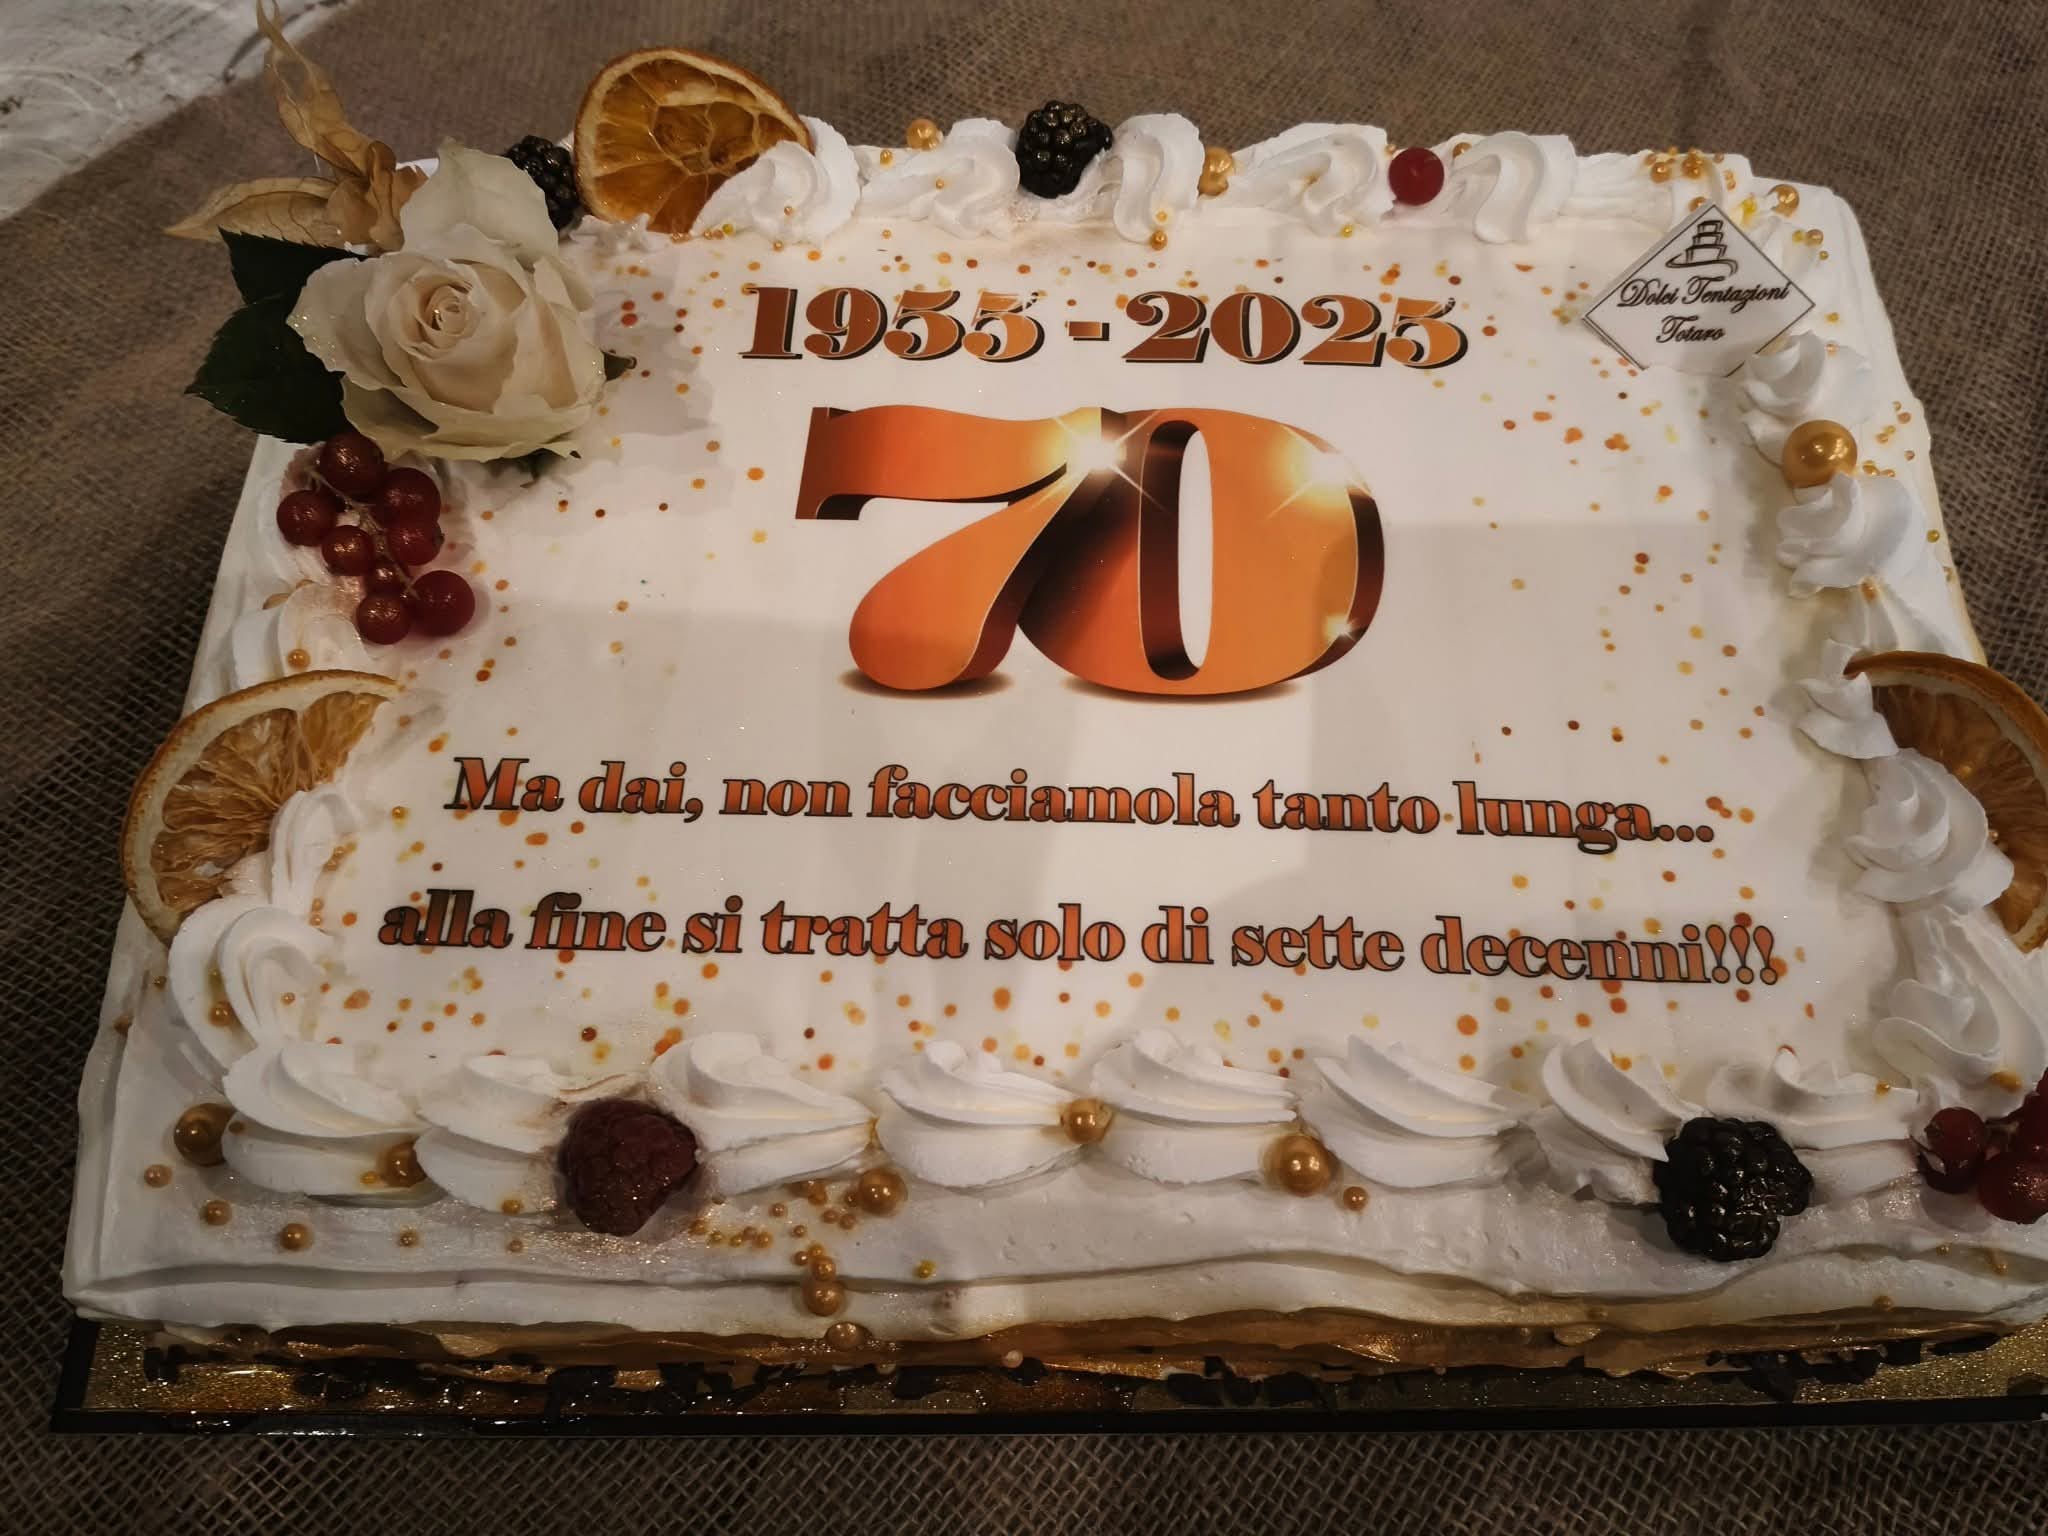 1955 - 2025
Dolci Tentazioni
Totaro
70
Ma dai, non facciamola tanto lunga...
alla fine si tratta solo di sette decenni!!!